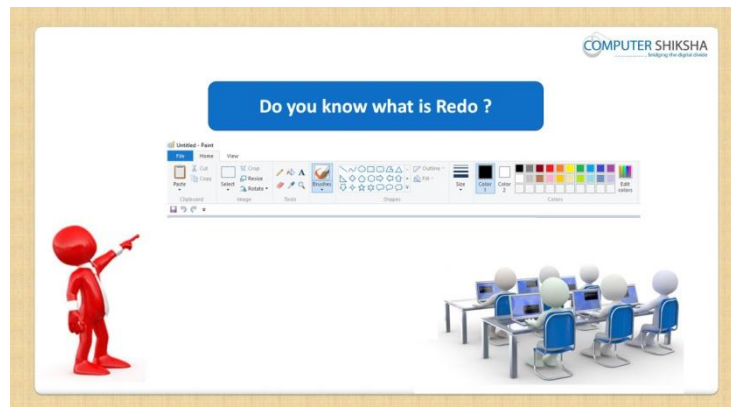 COMPUTER SHIKSHA
bridging the digital divide
Do you know what is Redo ?
Untitled - Paint
File Home View
Cut
Copy
Paste
Crop
Resize
Rotate
Select
A
Brushes
Outline
Fill
Size
Color 1
Color 2
Edit colors
Clipboard Image Tools Shapes Colors